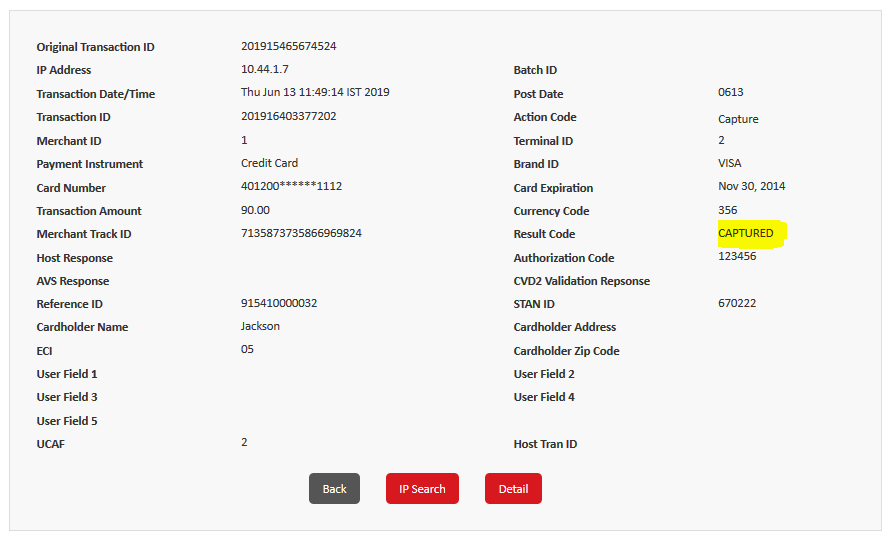 Original Transaction ID 201915465674524
IP Address 10.44.1.7 Batch ID
Transaction Date/Time Thu Jun 13 11:49:14 IST 2019 Post Date 0613
Transaction ID 201916403377202 Action Code Capture
Merchant ID 1 Terminal ID 2
Payment Instrument Credit Card Brand ID VISA
Card Number 401200******1112 Card Expiration Nov 30, 2014
Transaction Amount 90.00 Currency Code 356
Merchant Track ID 7135873735866969824 Result Code CAPTURED
Host Response Authorization Code 123456
AVS Response CVD2 Validation Repsonse
Reference ID 915410000032 STAN ID 670222
Cardholder Name Jackson Cardholder Address
ECI 05 Cardholder Zip Code
User Field 1 User Field 2
User Field 3 User Field 4
User Field 5
UCAF 2 Host Tran ID
Back IP Search Detail